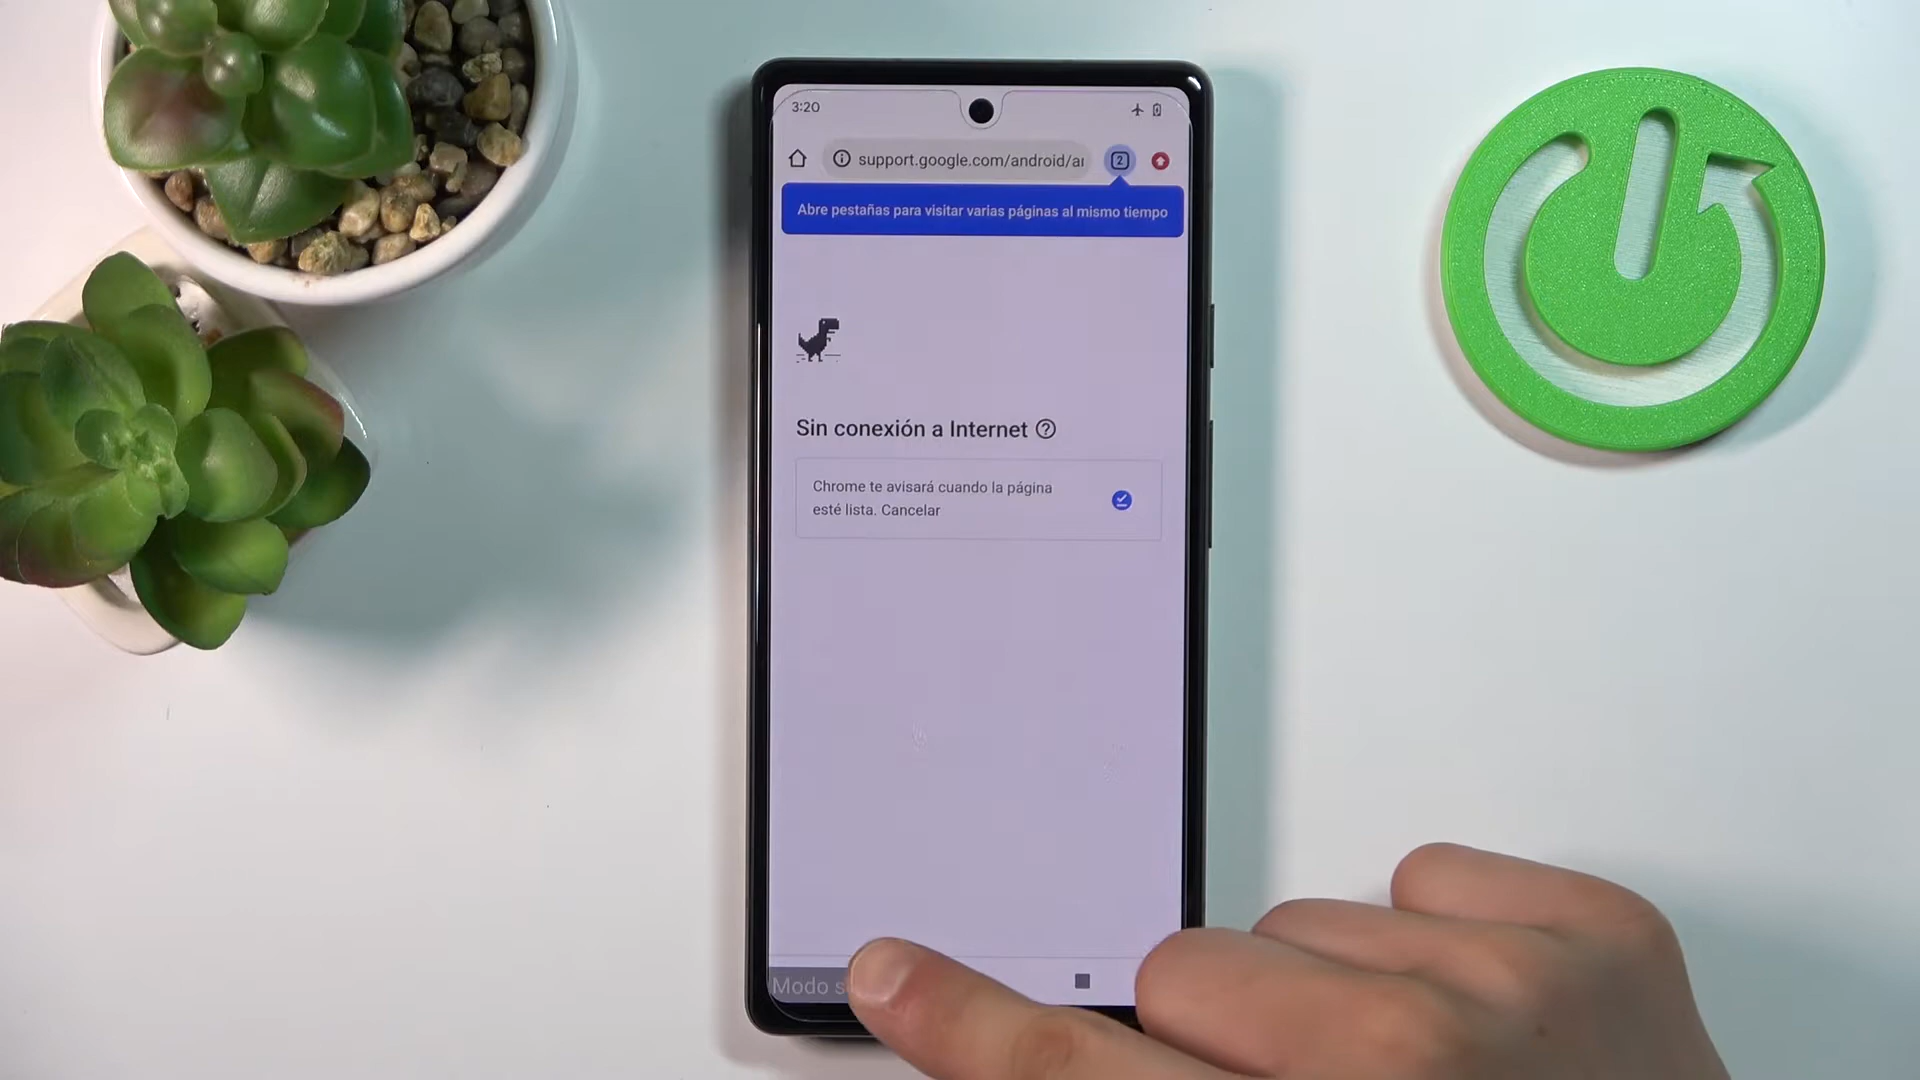 3:20
support.google.com/android/a
2
Abre pestañas para visitar varias páginas al mismo tiempo
Sin conexión a Internet
Chrome te avisará cuando la página
esté lista. Cancelar
Modo s